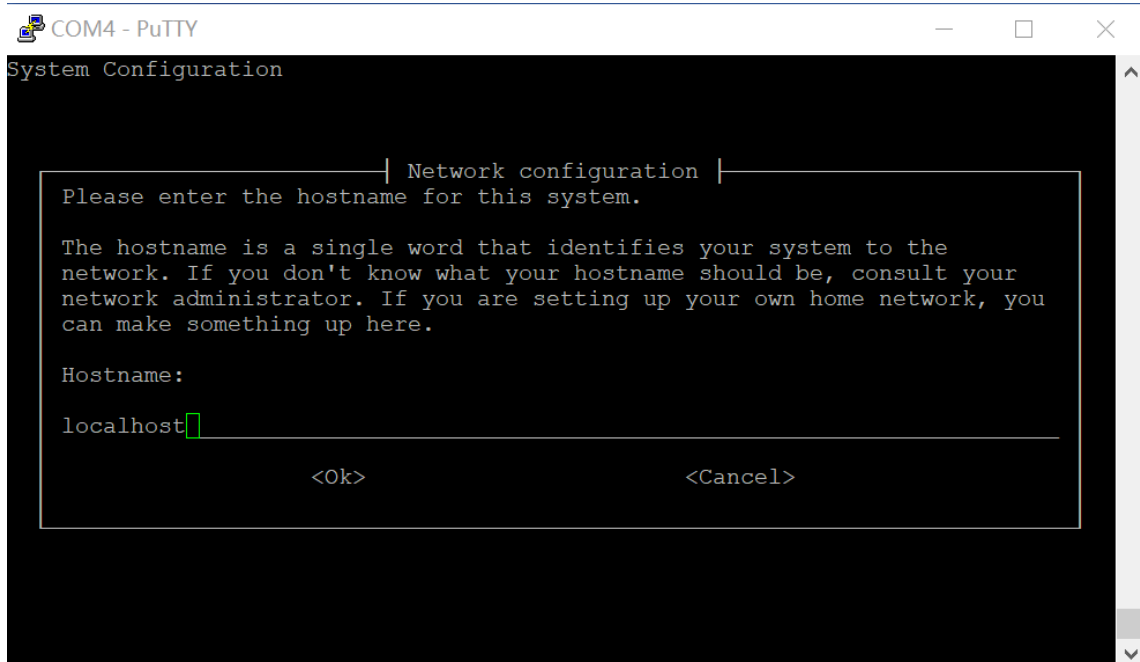 COM4 - PuTTY
System Configuration
Network configuration
Please enter the hostname for this system.
The hostname is a single word that identifies your system to the
network. If you don't know what your hostname should be, consult your
network administrator. If you are setting up your own home network, you
can make something up here.
Hostname:
localhost
<Ok> <Cancel>